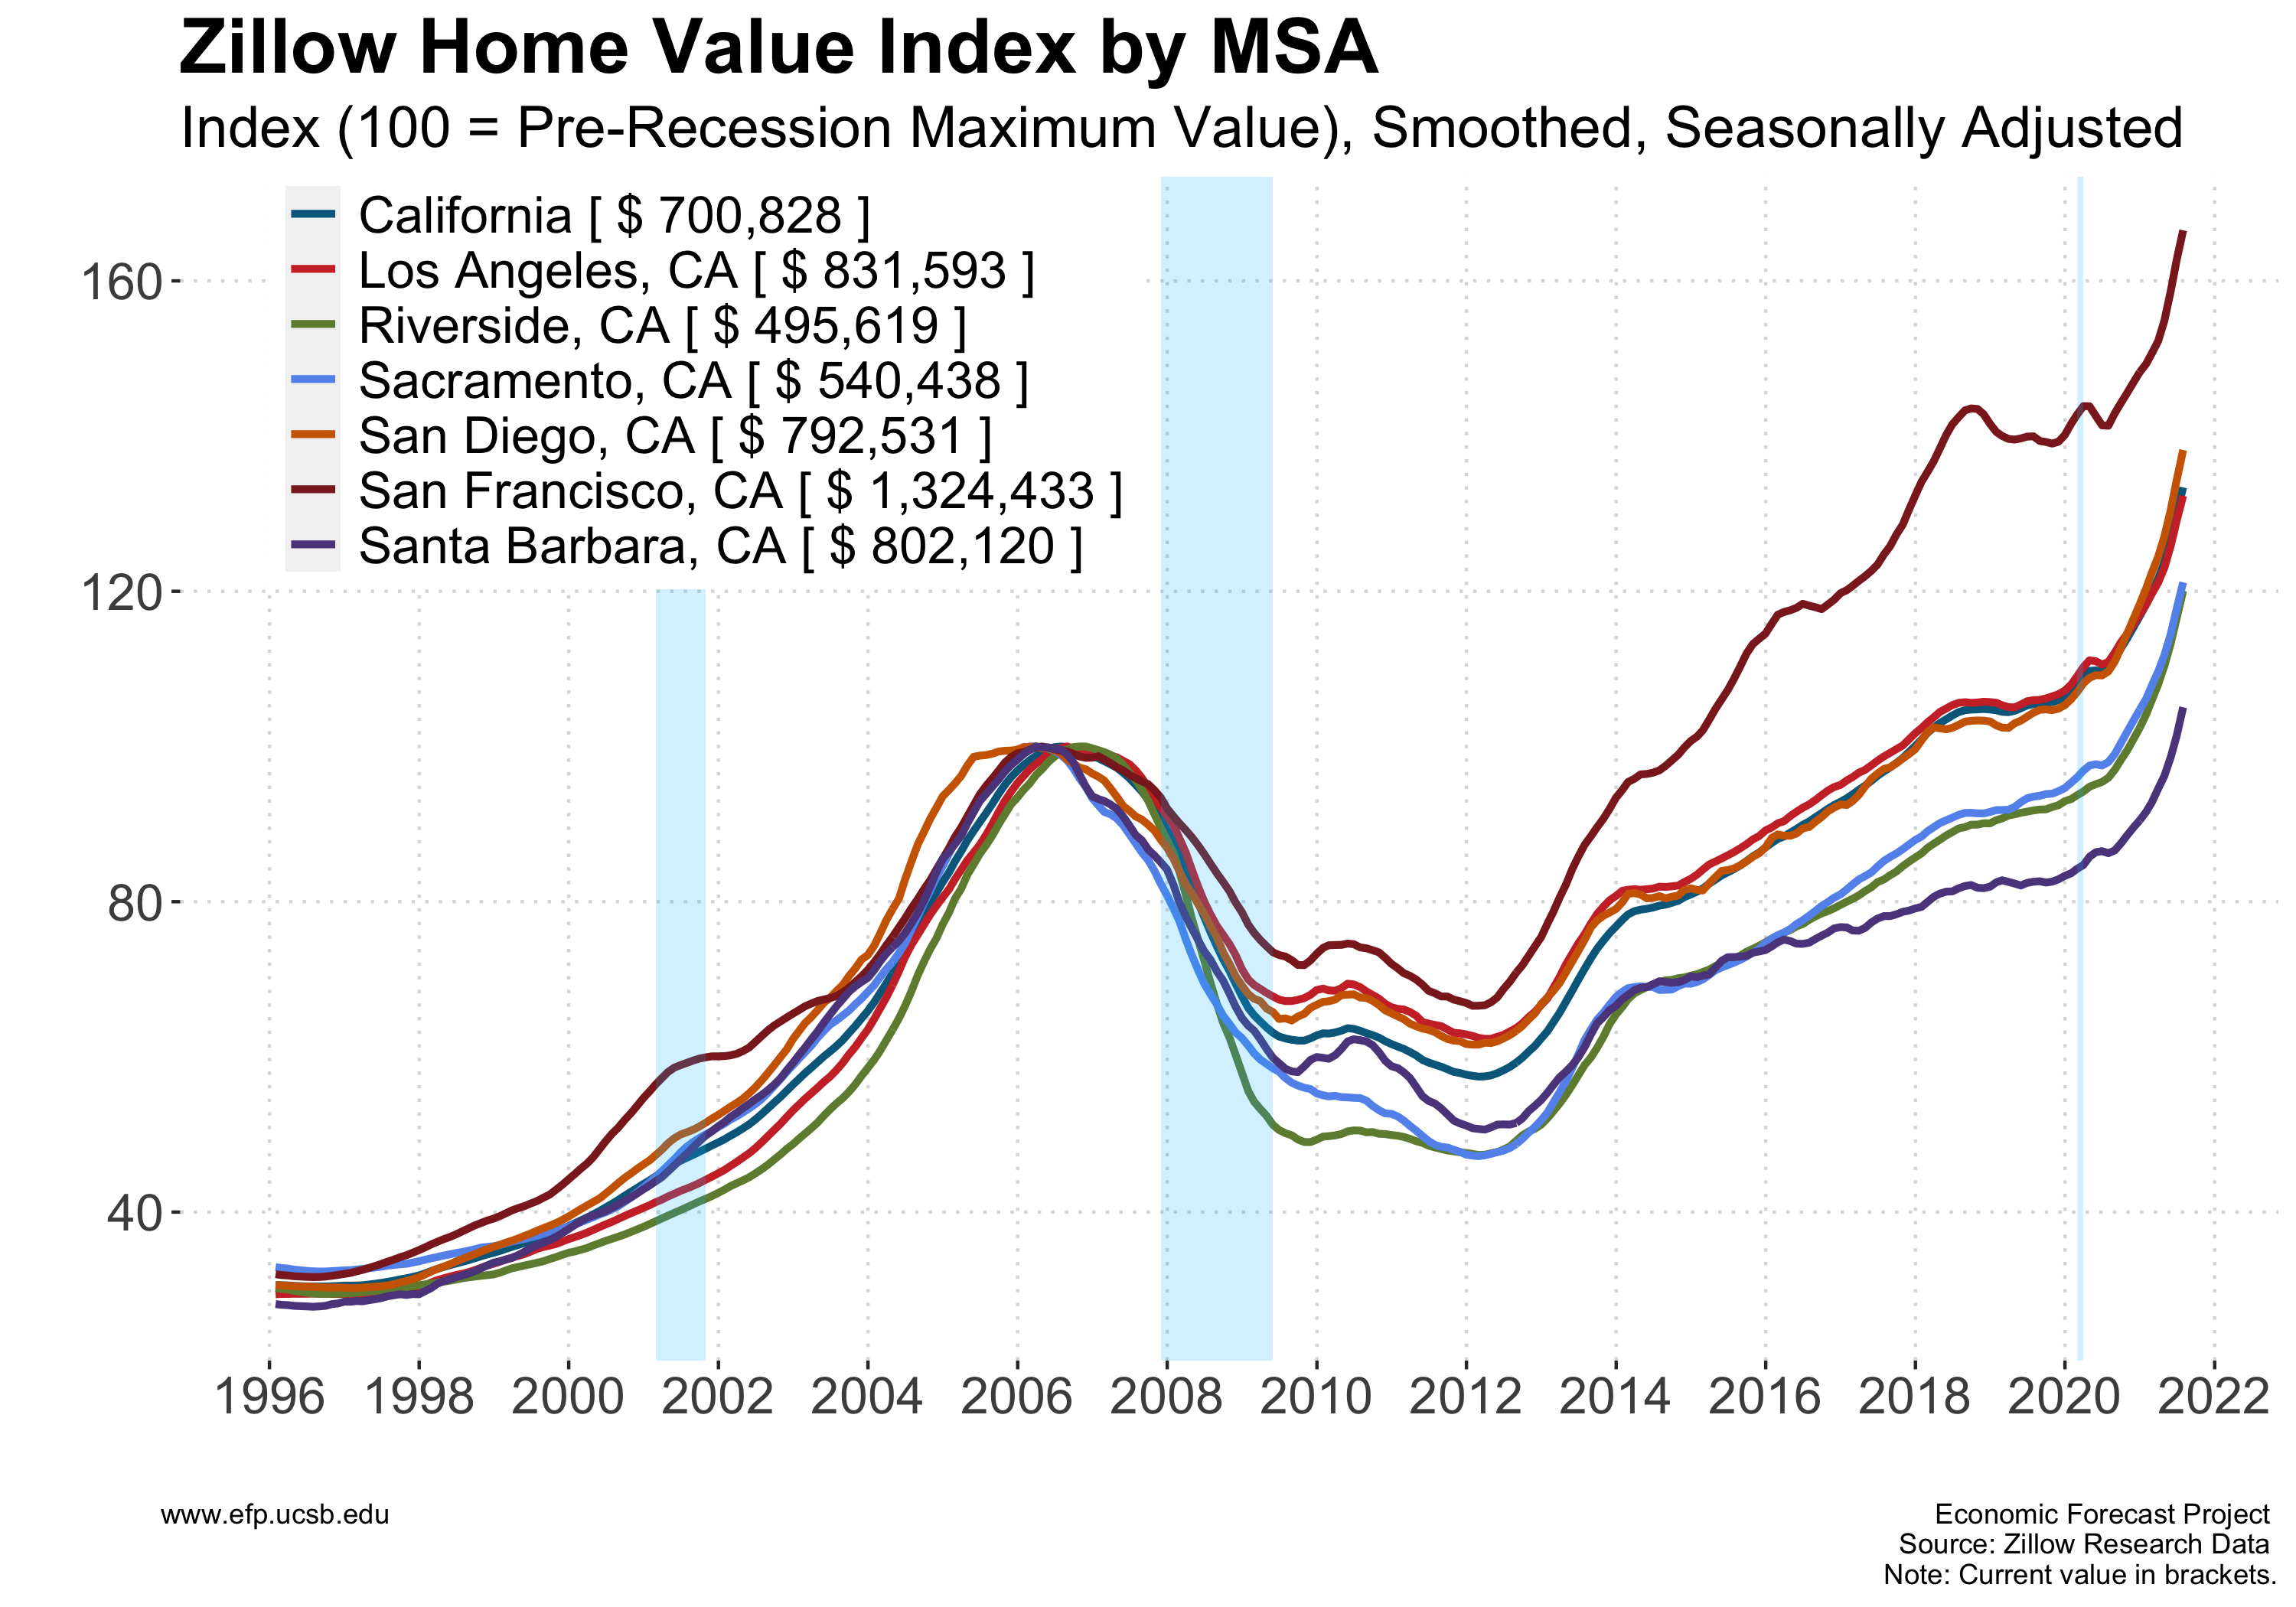 Zillow Home Value Index by MSA
Index (100 = Pre-Recession Maximum Value), Smoothed, Seasonally Adjusted
California [ $ 700,828 ]
Los Angeles, CA [ $ 831,593 ]
Riverside, CA [ $ 495,619 ]
Sacramento, CA [ $ 540,438 ]
San Diego, CA [ $ 792,531 ]
San Francisco, CA [ $ 1,324,433 ]
Santa Barbara, CA [ $ 802,120 ]
160
120
80
40
1996 1998 2000 2002 2004 2006 2008 2010 2012 2014 2016 2018 2020 2022
www.efp.ucsb.edu
Economic Forecast Project
Source: Zillow Research Data
Note: Current value in brackets.